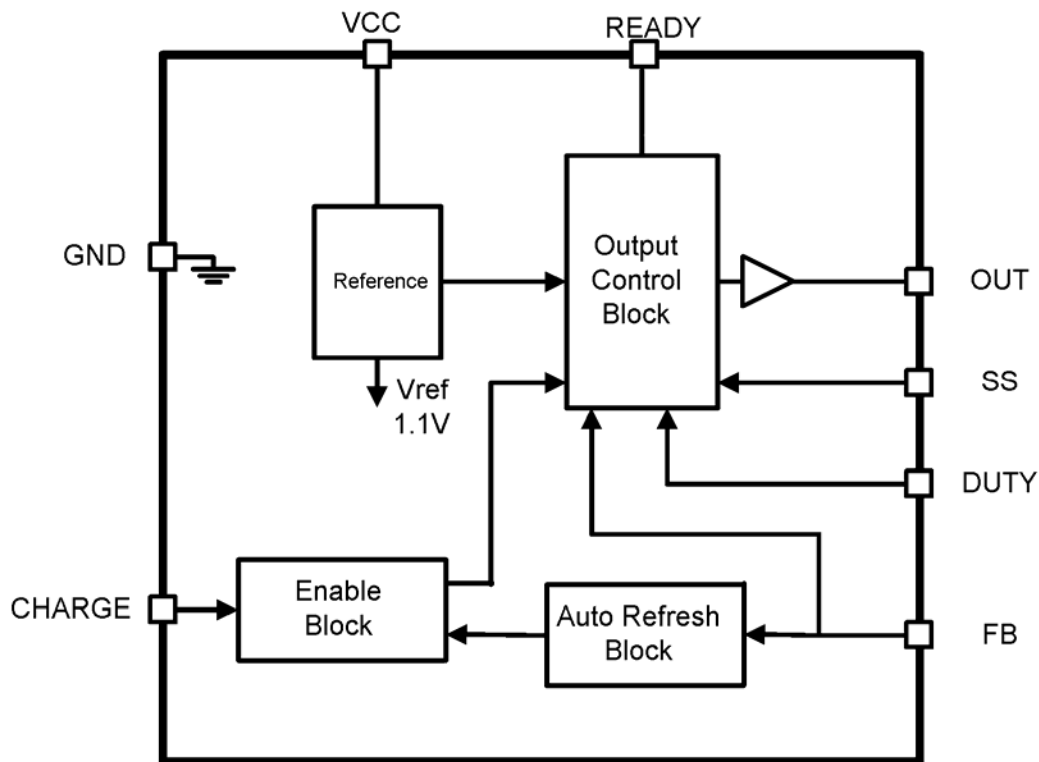 VCC
READY
GND
Reference
Output
Control
Block
OUT
Vref
1.1V
SS
DUTY
CHARGE
Enable
Block
Auto Refresh
Block
FB